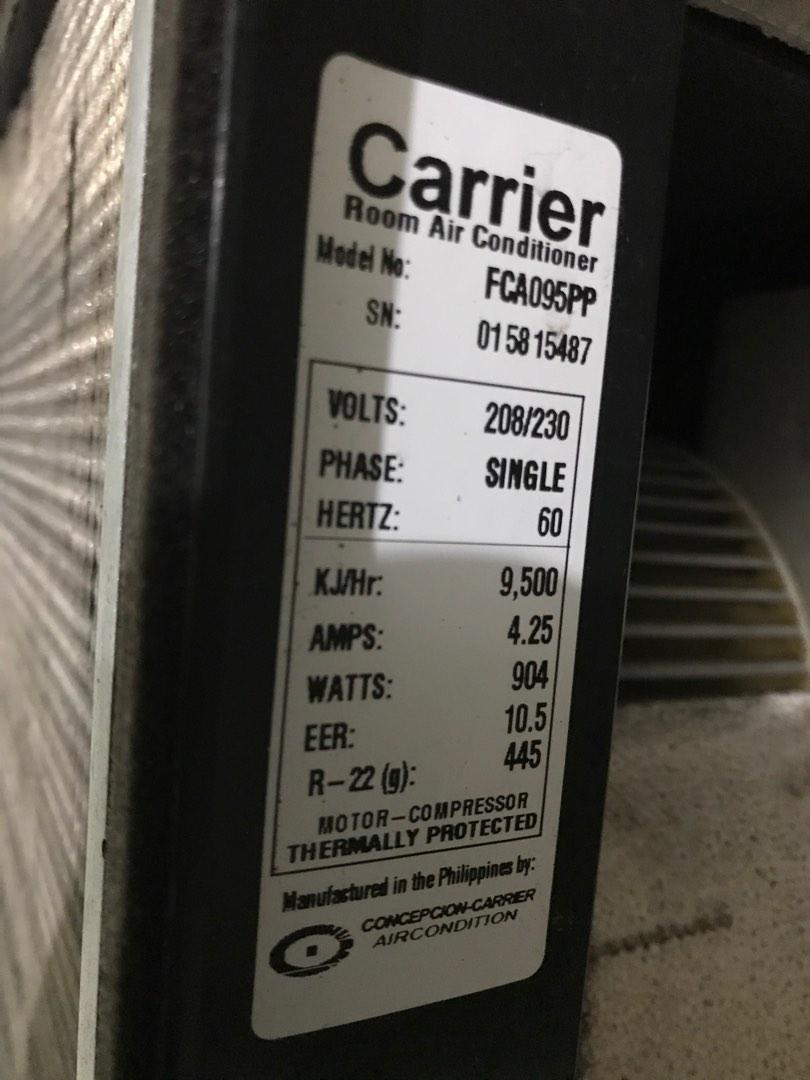 Carrier
Room Air Conditioner
Model No: FCA095PP
SN: 015815487
VOLTS: 208/230
PHASE: SINGLE
HERTZ: 60
KJ/Hr: 9,500
AMPS: 4.25
WATTS: 904
EER: 10.5
R-22 (g): 445
MOTOR-COMPRESSOR
THERMALLY PROTECTED
Manufactured in the Philippines by:
CONCEPCION-CARRIER
AIRCONDITION